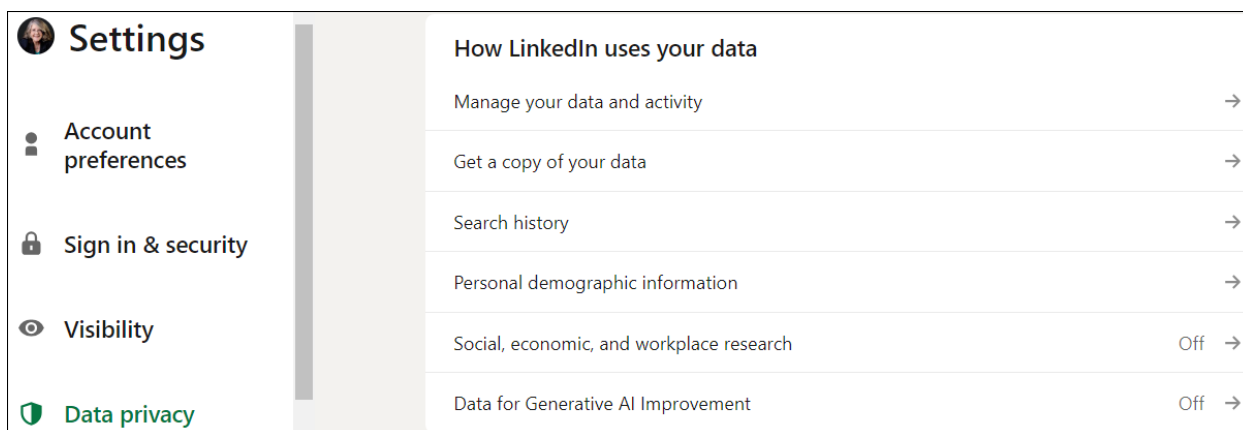 Settings
Account
preferences
Sign in & security
Visibility
Data privacy
How LinkedIn uses your data
Manage your data and activity
Get a copy of your data
Search history
Personal demographic information
Social, economic, and workplace research Off
Data for Generative AI Improvement Off